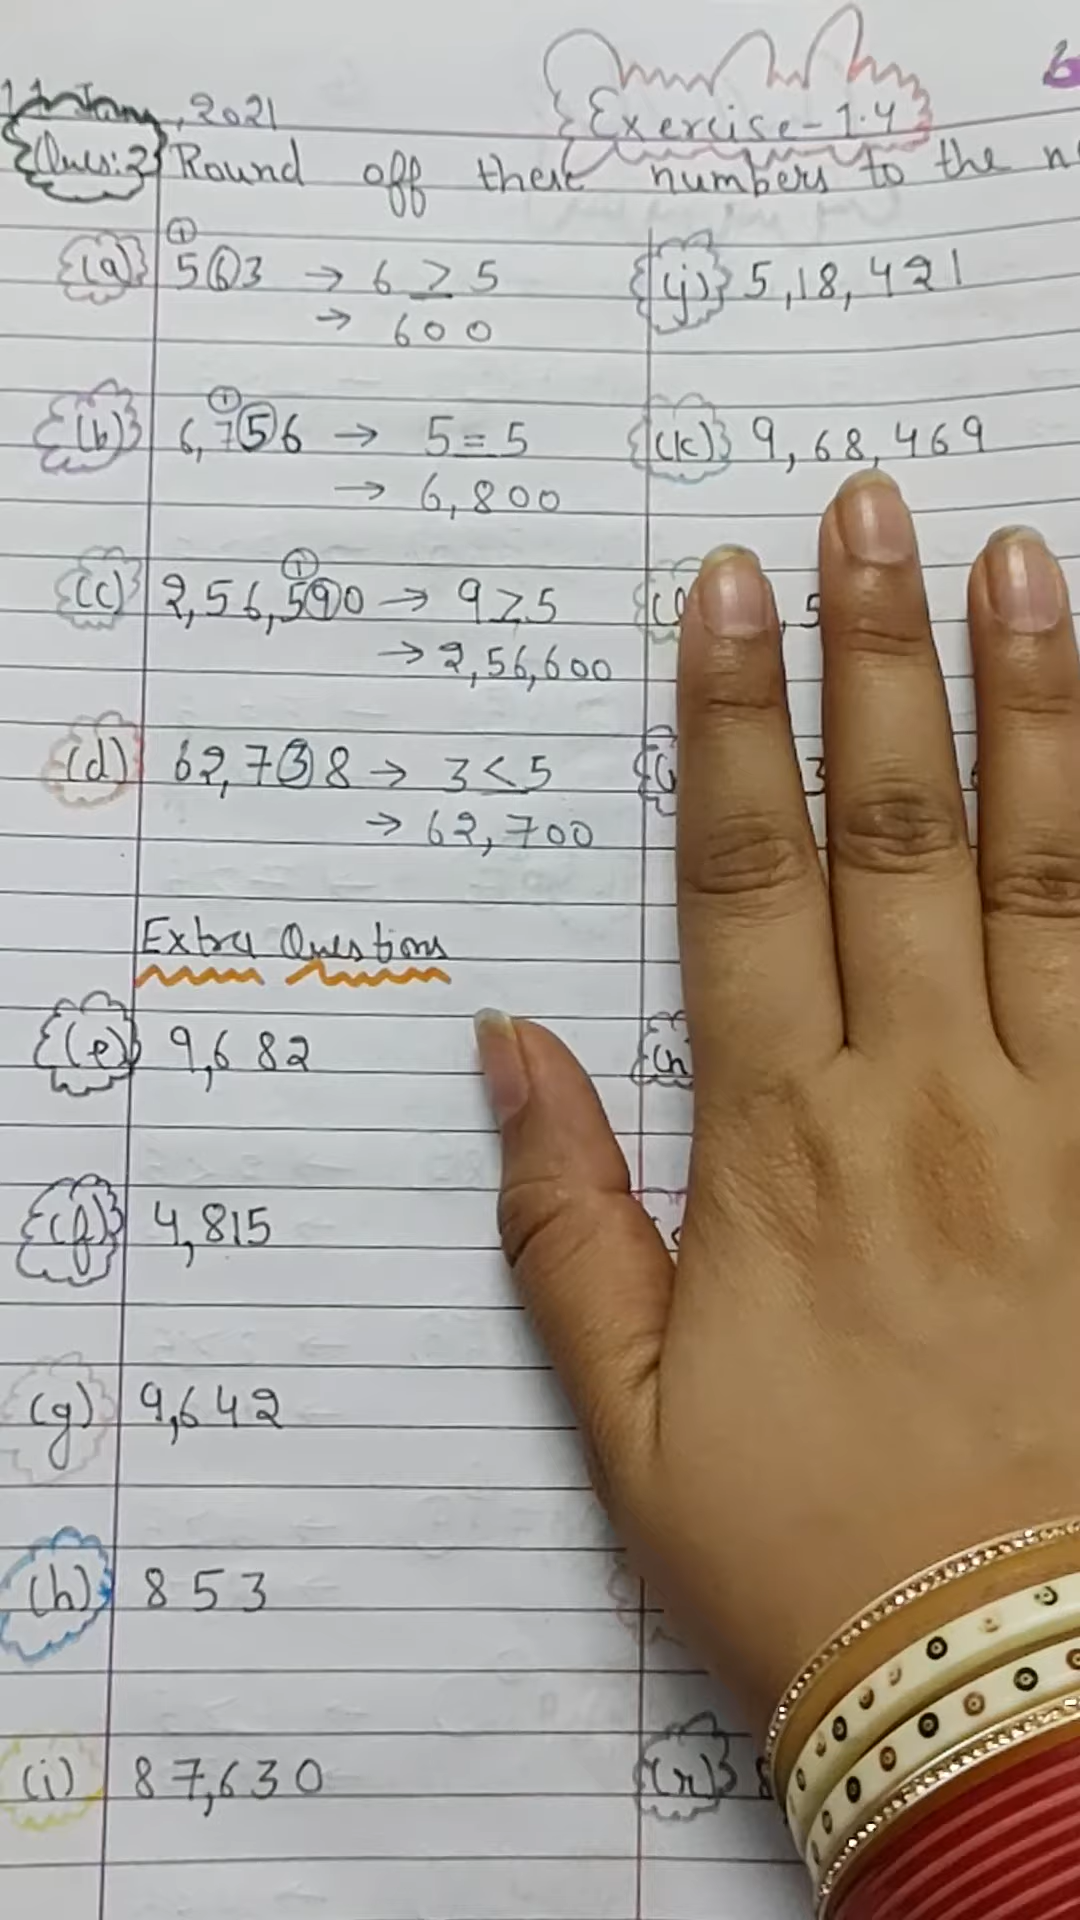 , 2021
Exercise - 1.4
Ques:2 Round off these numbers to the
(a) 563 → 6 > 5
→ 600
(b) 6,756 → 5 = 5
→ 6,800
(c) 2,56,590 → 9 > 5
→ 2,56,600
(d) 62,738 → 3 < 5
→ 62,700
Extra Questions
(e) 9,682
(f) 4,815
(g) 9,642
(h) 853
(i) 87,630
(j) 5,18,421
(k) 9,68,469
(n)
(r)